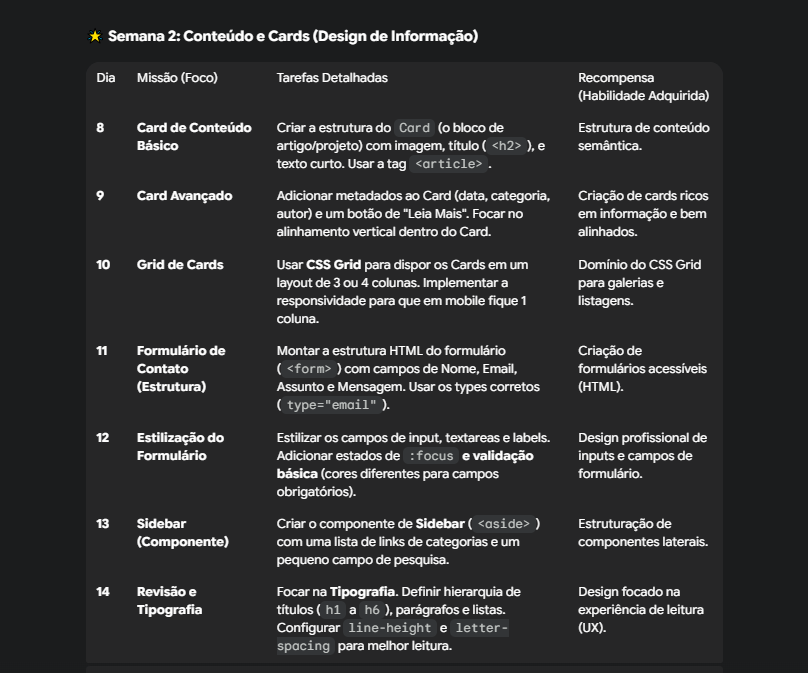 ⭐ Semana 2: Conteúdo e Cards (Design de Informação)
Dia Missão (Foco) Tarefas Detalhadas Recompensa
(Habilidade Adquirida)
8 Card de Conteúdo Criar a estrutura do Card (o bloco de Estrutura de conteúdo
Básico artigo/projeto) com imagem, título ( <h2> ), e semântica.
texto curto. Usar a tag <article> .
9 Card Avançado Adicionar metadados ao Card (data, categoria, Criação de cards ricos
autor) e um botão de "Leia Mais". Focar no em informação e bem
alinhamento vertical dentro do Card. alinhados.
10 Grid de Cards Usar CSS Grid para dispor os Cards em um Domínio do CSS Grid
layout de 3 ou 4 colunas. Implementar a para galerias e
responsividade para que em mobile fique 1 listagens.
coluna.
11 Formulário de Montar a estrutura HTML do formulário Criação de
Contato ( <form> ) com campos de Nome, Email, formulários acessíveis
(Estrutura) Assunto e Mensagem. Usar os types corretos (HTML).
( type="email" ).
12 Estilização do Estilizar os campos de input, textareas e labels. Design profissional de
Formulário Adicionar estados de :focus e validação inputs e campos de
básica (cores diferentes para campos formulário.
obrigatórios).
13 Sidebar Criar o componente de Sidebar ( <aside> ) Estruturação de
(Componente) com uma lista de links de categorias e um componentes laterais.
pequeno campo de pesquisa.
14 Revisão e Focar na Tipografia. Definir hierarquia de Design focado na
Tipografia títulos ( h1 a h6 ), parágrafos e listas. experiência de leitura
Configurar line-height e letter- (UX).
spacing para melhor leitura.